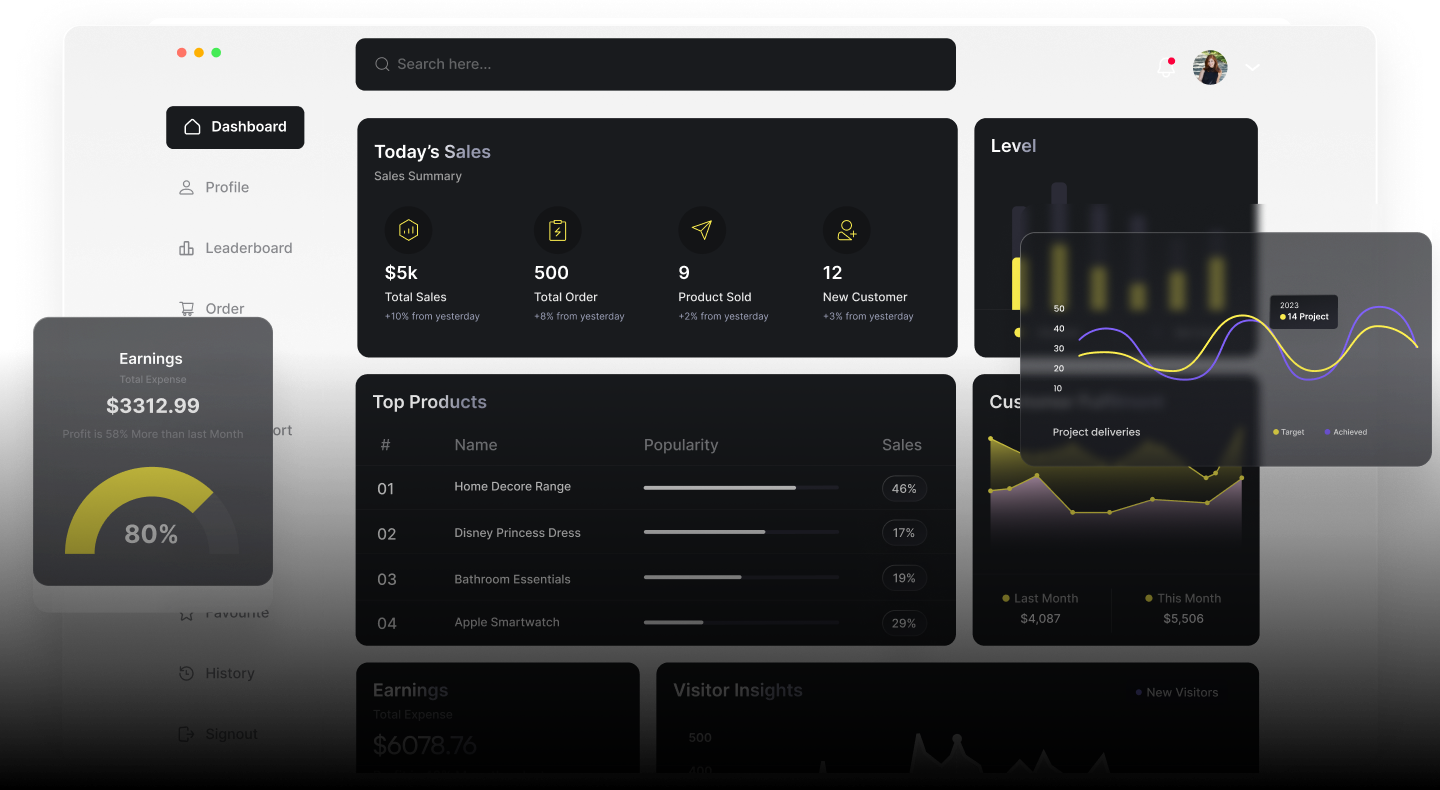 Search here...
Dashboard
Profile
Leaderboard
Order
ort
Favourite
History
Signout
Earnings
Total Expense
$3312.99
Profit is 58% More than last Month
80%
Today's Sales
Sales Summary
$5k
Total Sales
+10% from yesterday
500
Total Order
+8% from yesterday
9
Product Sold
+2% from yesterday
12
New Customer
+3% from yesterday
Level
50
40
30
20
10
2023
14 Project
Project deliveries
Target
Achieved
Top Products
# Name Popularity Sales
01 Home Decore Range 46%
02 Disney Princess Dress 17%
03 Bathroom Essentials 19%
04 Apple Smartwatch 29%
Customer Fulfilment
Last Month
$4,087
This Month
$5,506
Earnings
Total Expense
$6078.76
Visitor Insights
New Visitors
500
400